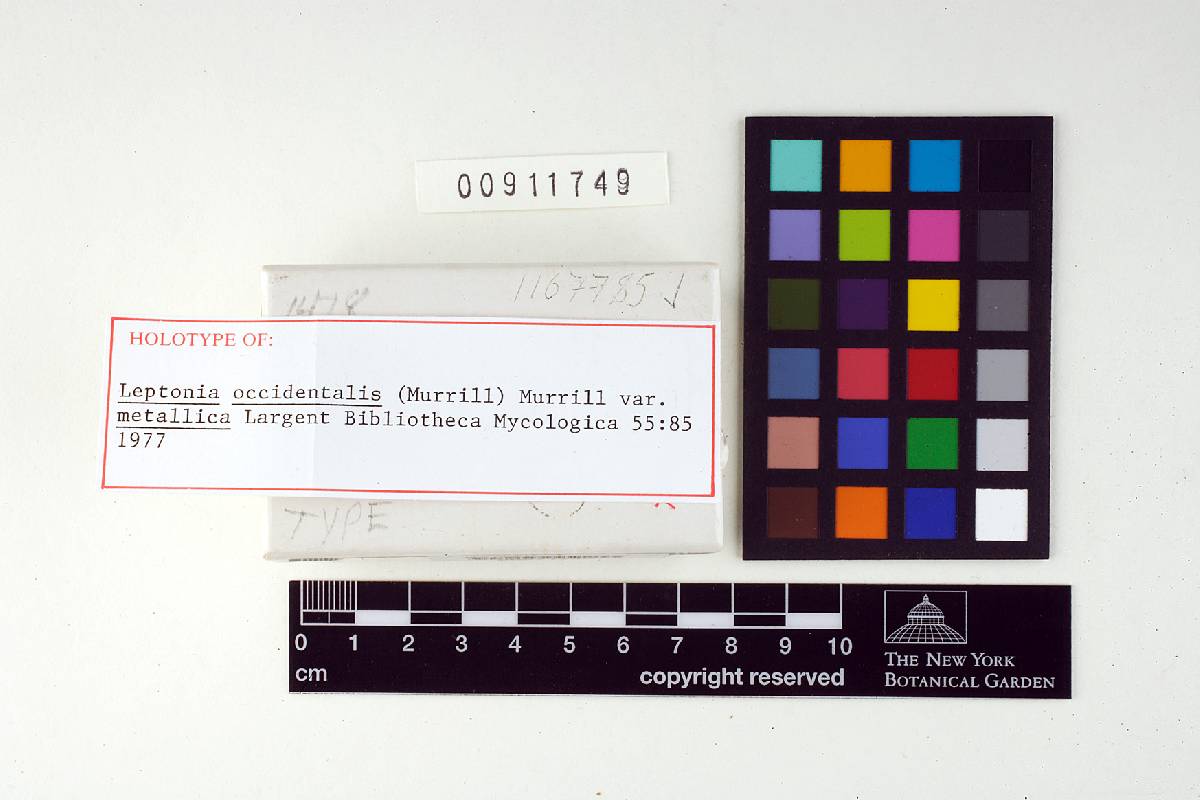 00911749
1167785
HOLOTYPE OF:
Leptonia occidentalis (Murrill) Murrill var.
metallica Largent Bibliotheca Mycologica 55:85
1977
TYPE
0 1 2 3 4 5 6 7 8 9 10
cm
copyright reserved
THE NEW YORK
BOTANICAL GARDEN